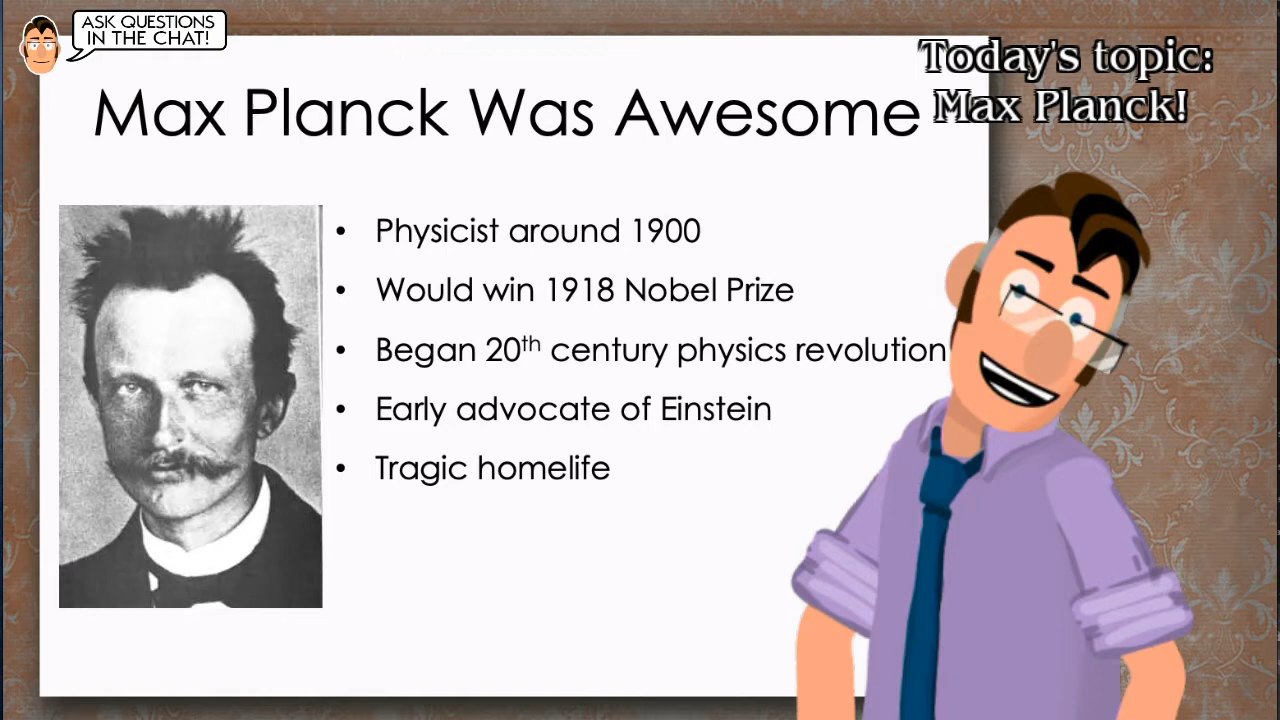 ASK QUESTIONS
IN THE CHAT!
Today's topic:
Max Planck!
Max Planck Was Awesome
• Physicist around 1900
• Would win 1918 Nobel Prize
• Began 20th century physics revolution
• Early advocate of Einstein
• Tragic homelife